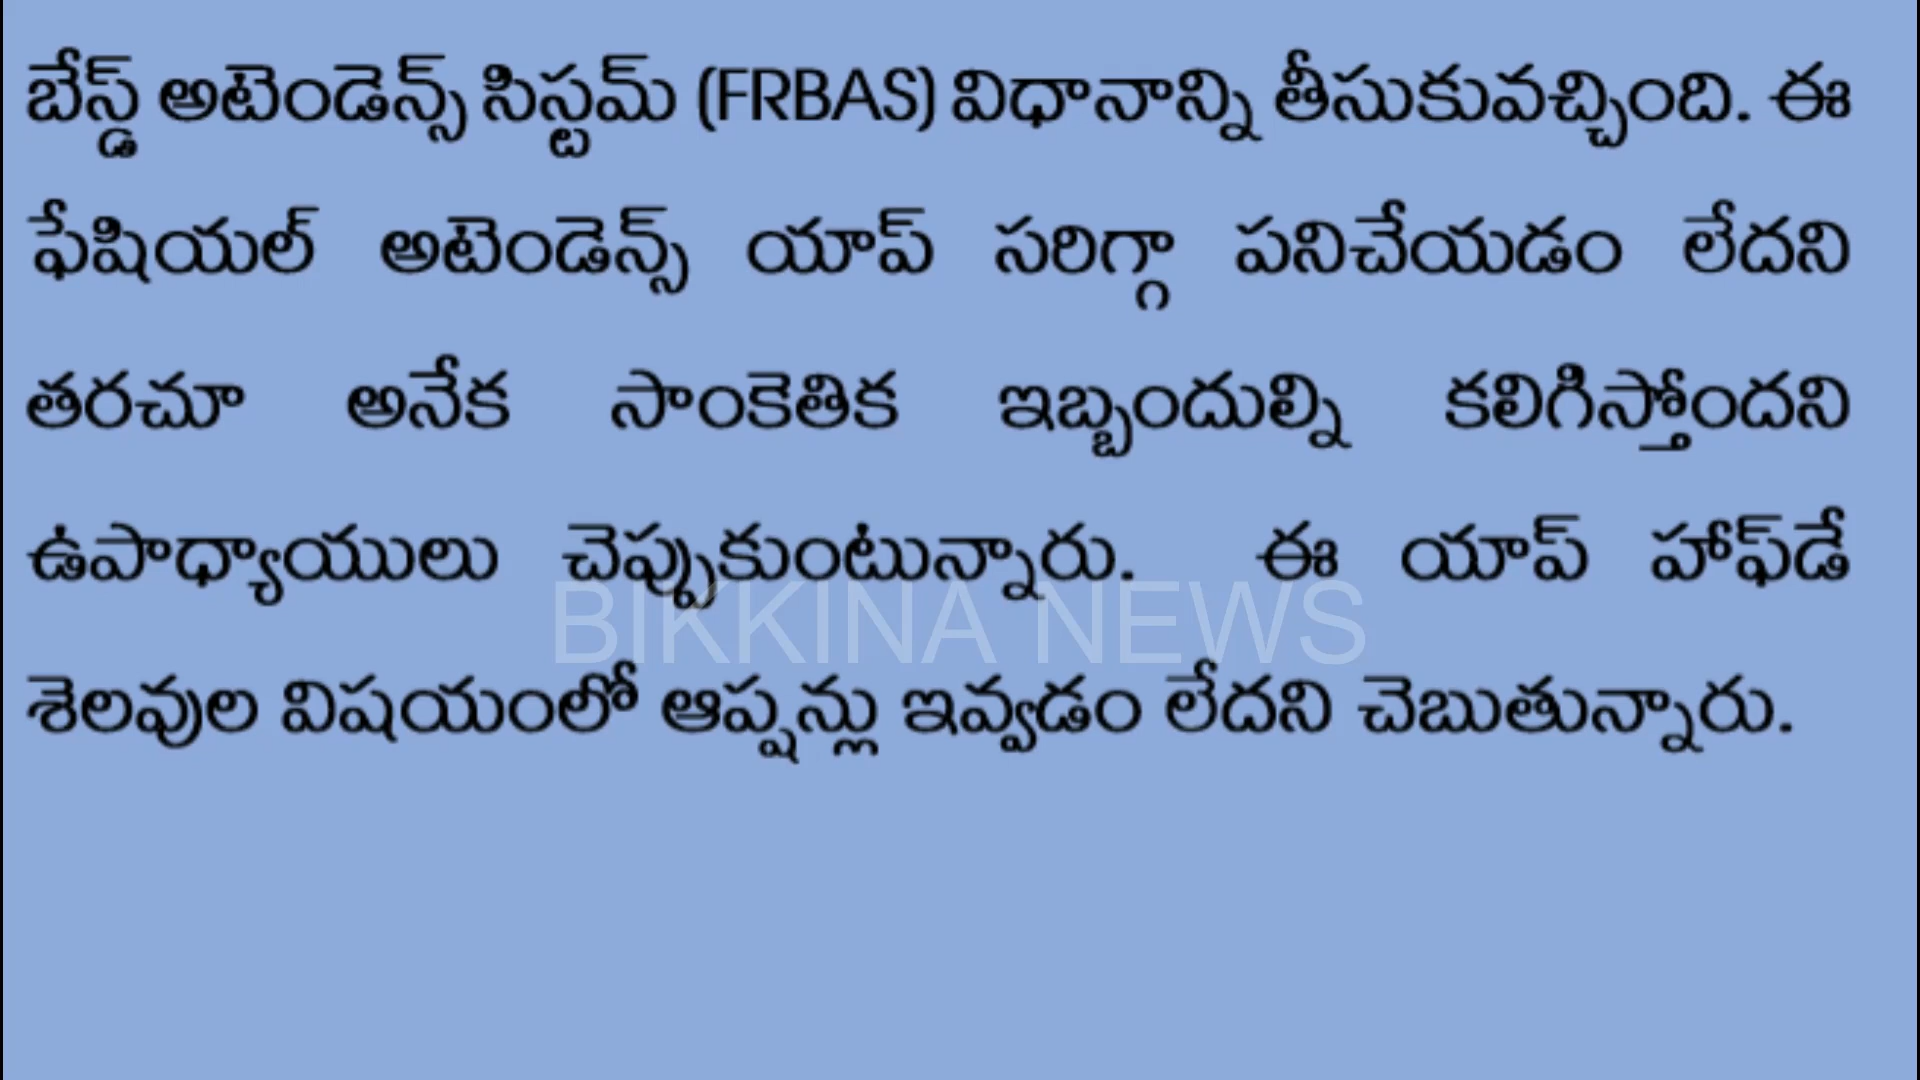 బేస్డ్ అటెండెన్స్ సిస్టమ్ (FRBAS) విధానాన్ని తీసుకువచ్చింది. ఈ
ఫేషియల్ అటెండెన్స్ యాప్ సరిగ్గా పనిచేయడం లేదని
తరచూ అనేక సాంకెతిక ఇబ్బందుల్ని కలిగిస్తోందని
ఉపాధ్యాయులు చెప్పుకుంటున్నారు. ఈ యాప్ హాఫ్‌డే
BIKKINA NEWS
శెలవుల విషయంలో ఆప్షన్లు ఇవ్వడం లేదని చెబుతున్నారు.